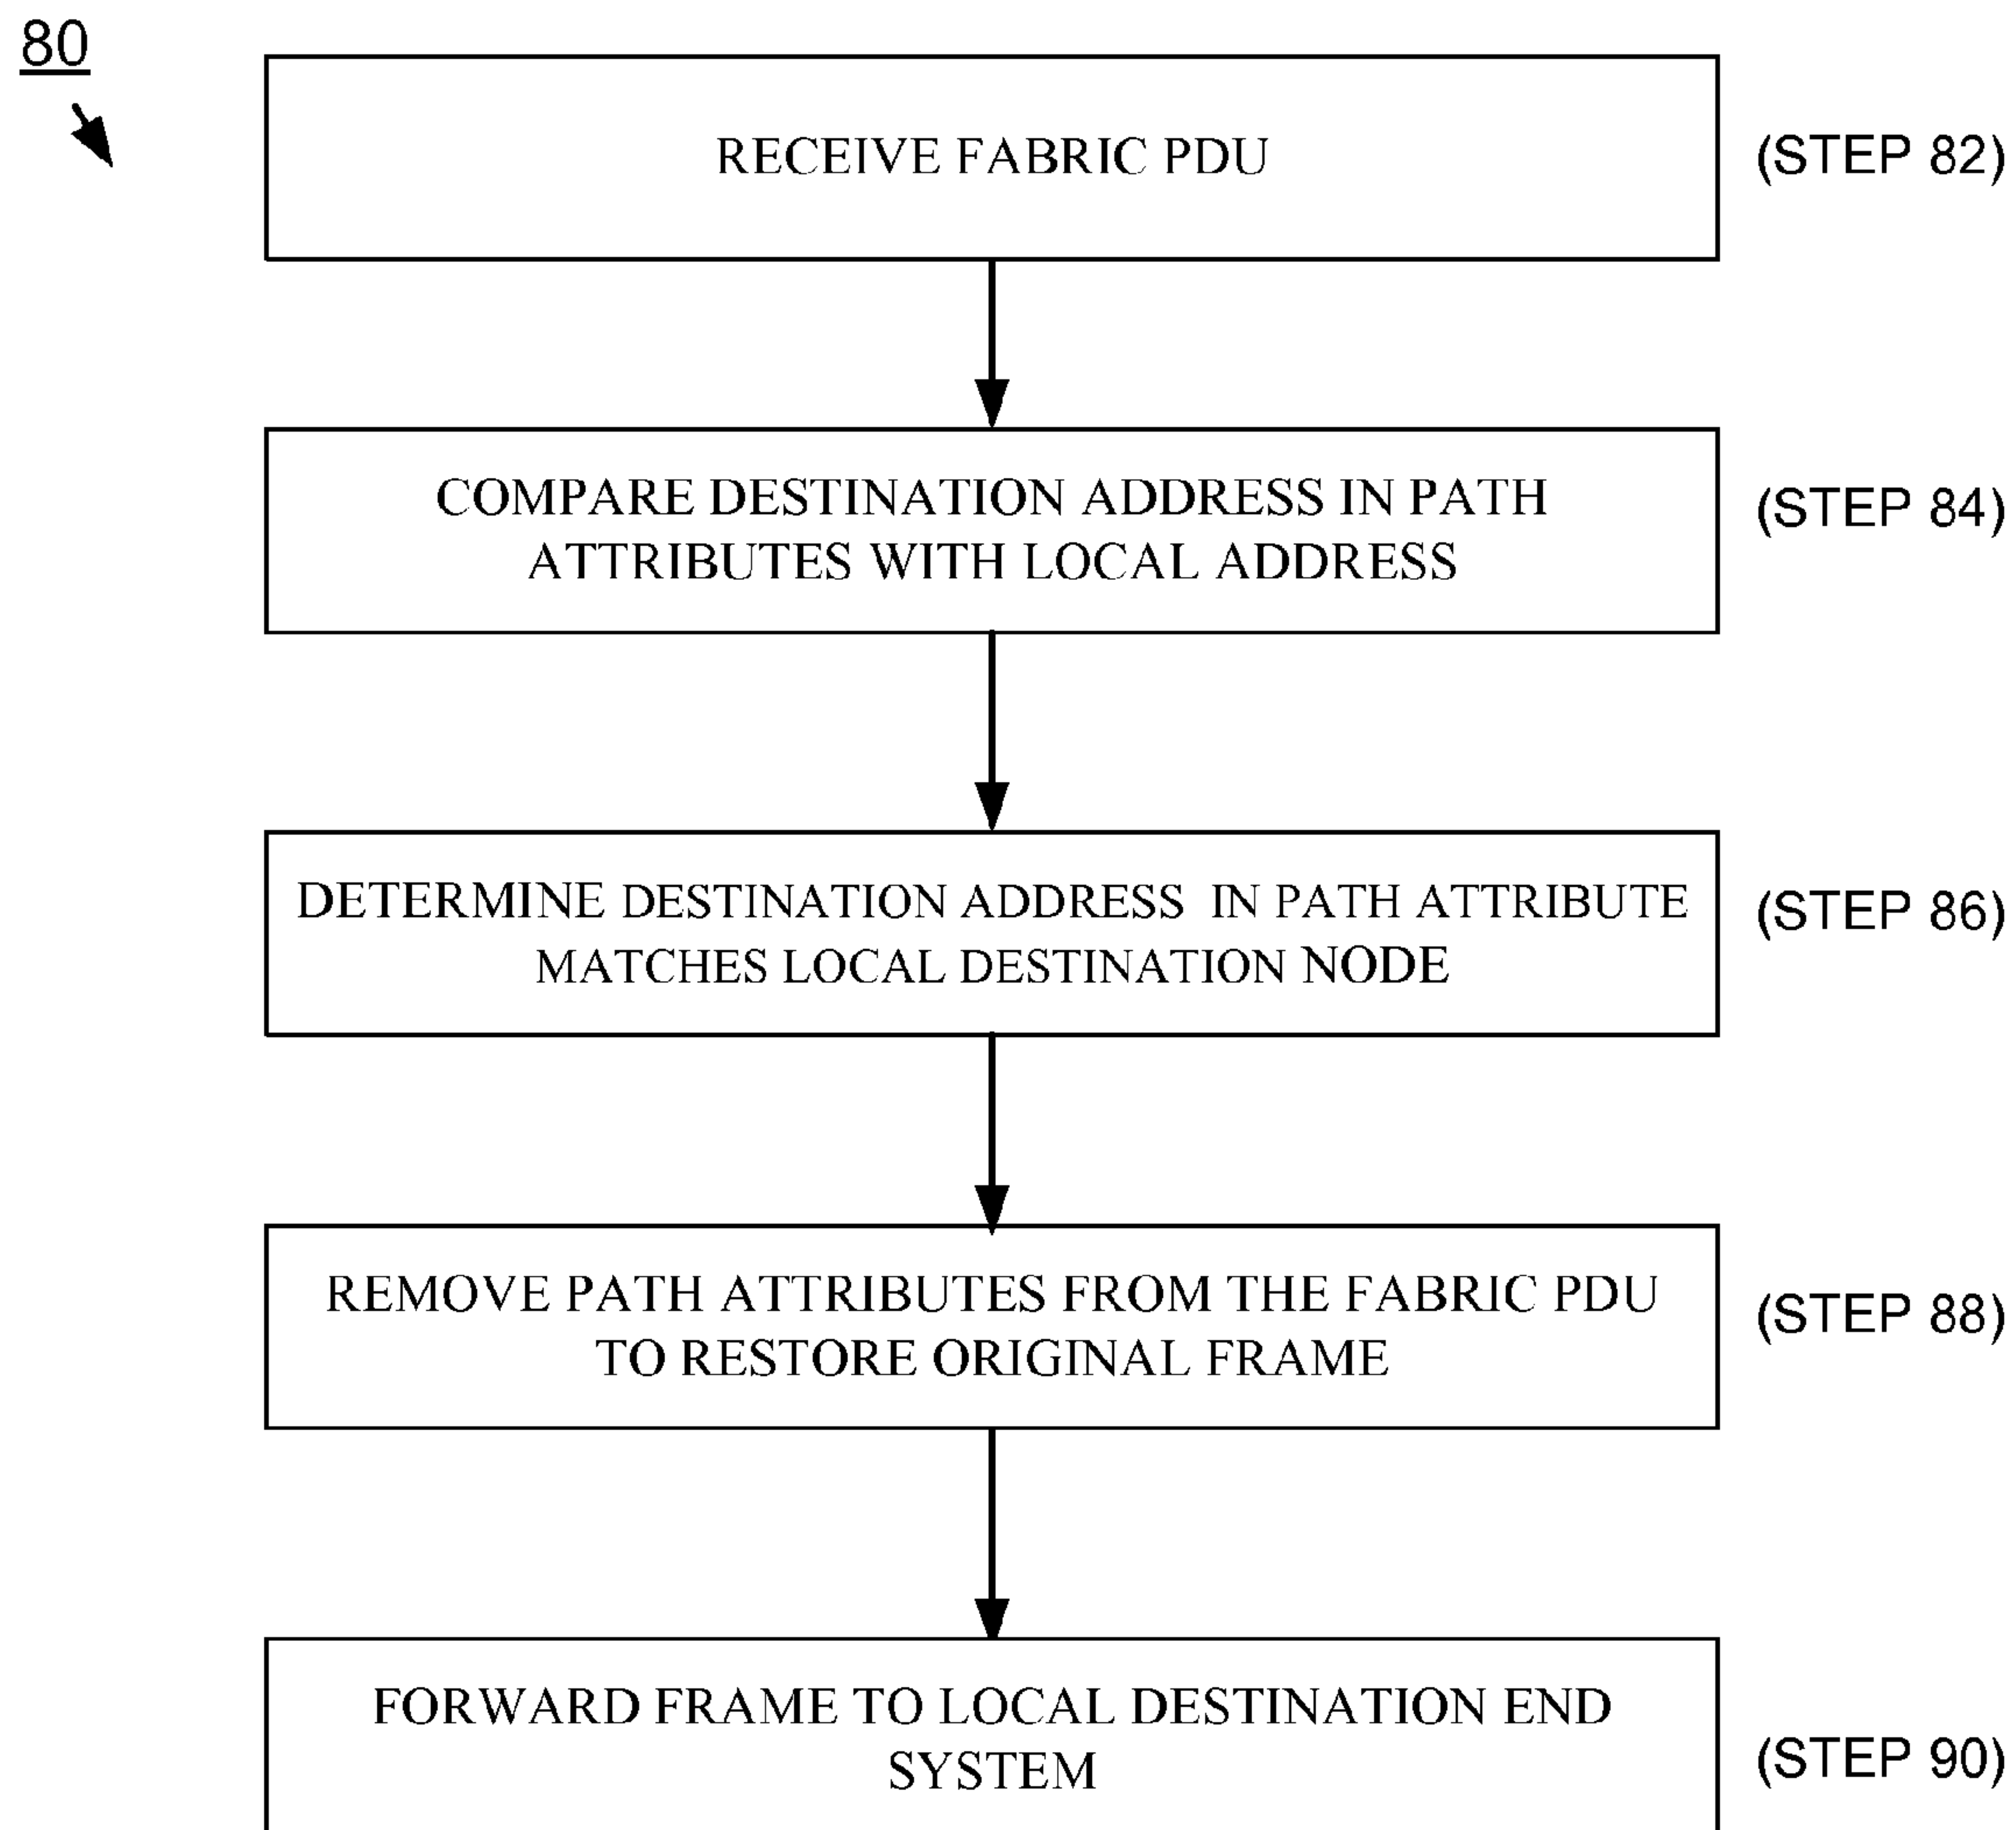 80
RECEIVE FABRIC PDU
(STEP 82)
COMPARE DESTINATION ADDRESS IN PATH
ATTRIBUTES WITH LOCAL ADDRESS
(STEP 84)
DETERMINE DESTINATION ADDRESS IN PATH ATTRIBUTE
MATCHES LOCAL DESTINATION NODE
(STEP 86)
REMOVE PATH ATTRIBUTES FROM THE FABRIC PDU
TO RESTORE ORIGINAL FRAME
(STEP 88)
FORWARD FRAME TO LOCAL DESTINATION END
SYSTEM
(STEP 90)